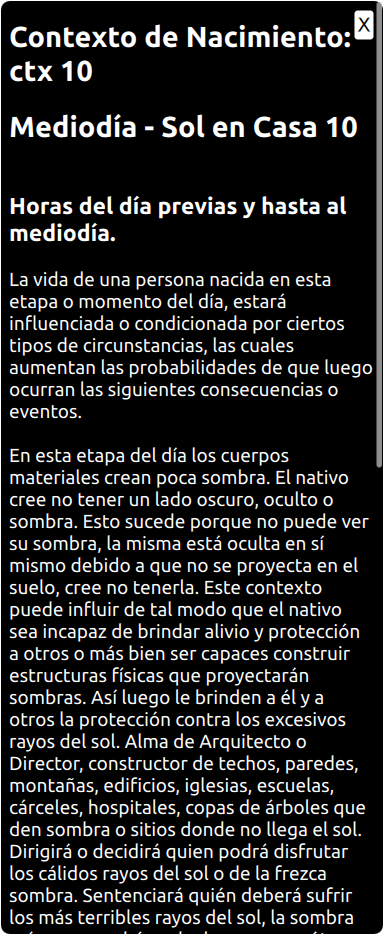 X
Contexto de Nacimiento:
ctx 10
Mediodía - Sol en Casa 10
Horas del día previas y hasta al
mediodía.
La vida de una persona nacida en esta
etapa o momento del día, estará
influenciada o condicionada por ciertos
tipos de circunstancias, las cuales
aumentan las probabilidades de que luego
ocurran las siguientes consecuencias o
eventos.
En esta etapa del día los cuerpos
materiales crean poca sombra. El nativo
cree no tener un lado oscuro, oculto o
sombra. Esto sucede porque no puede ver
su sombra, la misma está oculta en sí
mismo debido a que no se proyecta en el
suelo, cree no tenerla. Este contexto
puede influir de tal modo que el nativo
sea incapaz de brindar alivio y protección
a otros o más bien ser capaces construir
estructuras físicas que proyectarán
sombras. Así luego le brinden a él y a
otros la protección contra los excesivos
rayos del sol. Alma de Arquitecto o
Director, constructor de techos, paredes,
montañas, edificios, iglesias, escuelas,
cárceles, hospitales, copas de árboles que
den sombra o sitios donde no llega el sol.
Dirigirá o decidirá quien podrá disfrutar
los cálidos rayos del sol o de la frezca
sombra. Sentenciará quién deberá sufrir
los más terribles rayos del sol, la sombra